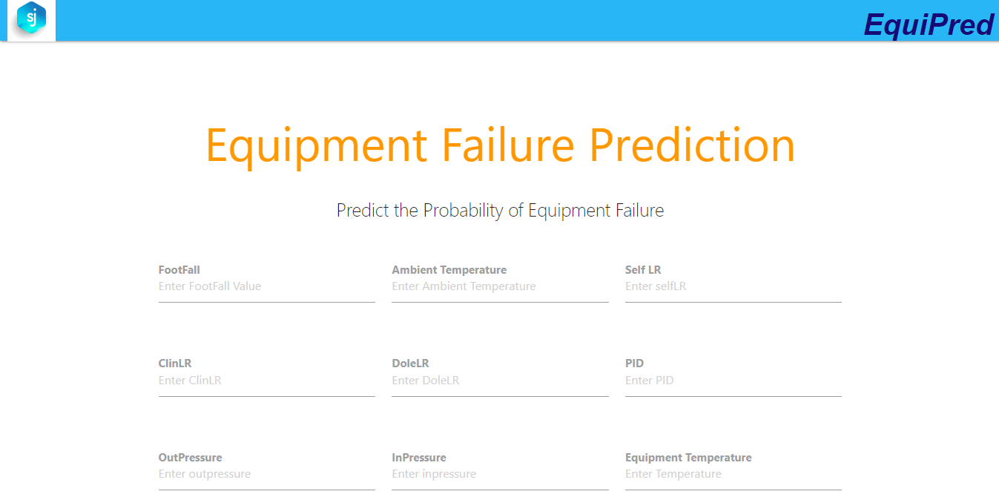 sj
EquiPred
Equipment Failure Prediction
Predict the Probability of Equipment Failure
FootFall
Ambient Temperature
Self LR
Enter FootFall Value
Enter Ambient Temperature
Enter selfLR
ClinLR
DoleLR
PID
Enter ClinLR
Enter DoleLR
Enter PID
OutPressure
InPressure
Equipment Temperature
Enter outpressure
Enter inpressure
Enter Temperature